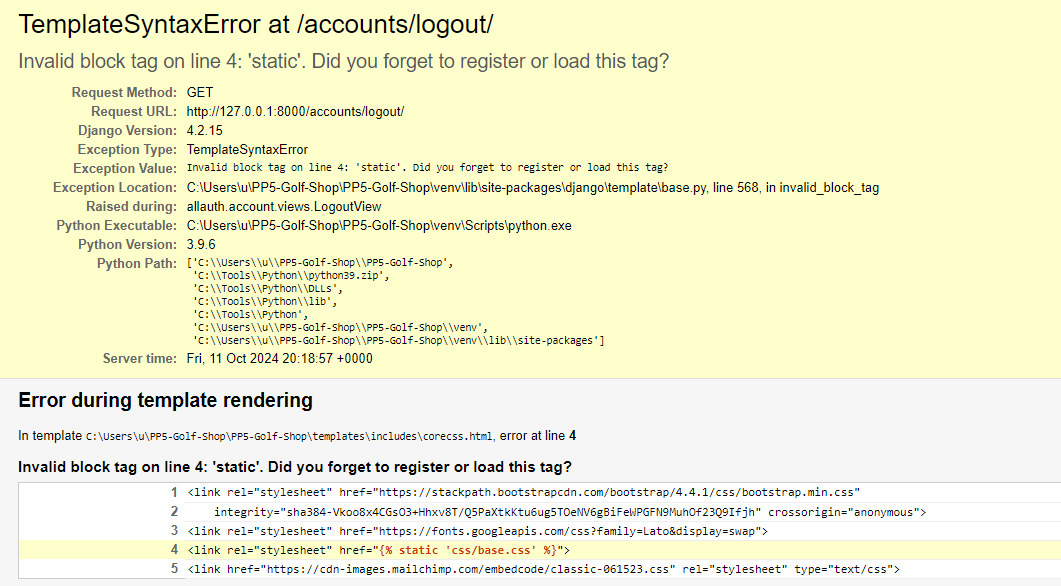 TemplateSyntaxError at /accounts/logout/
Invalid block tag on line 4: 'static'. Did you forget to register or load this tag?
Request Method: GET
Request URL: http://127.0.0.1:8000/accounts/logout/
Django Version: 4.2.15
Exception Type: TemplateSyntaxError
Exception Value: Invalid block tag on line 4: 'static'. Did you forget to register or load this tag?
Exception Location: C:\Users\u\PP5-Golf-Shop\PP5-Golf-Shop\venv\lib\site-packages\django\template\base.py, line 568, in invalid_block_tag
Raised during: allauth.account.views.LogoutView
Python Executable: C:\Users\u\PP5-Golf-Shop\PP5-Golf-Shop\venv\Scripts\python.exe
Python Version: 3.9.6
Python Path: ['C:\\Users\\u\\PP5-Golf-Shop\\PP5-Golf-Shop',
'C:\\Tools\\Python\\python39.zip',
'C:\\Tools\\Python\\DLLs',
'C:\\Tools\\Python\\lib',
'C:\\Tools\\Python',
'C:\\Users\\u\\PP5-Golf-Shop\\PP5-Golf-Shop\\venv',
'C:\\Users\\u\\PP5-Golf-Shop\\PP5-Golf-Shop\\venv\\lib\\site-packages']
Server time: Fri, 11 Oct 2024 20:18:57 +0000
Error during template rendering
In template C:\Users\u\PP5-Golf-Shop\PP5-Golf-Shop\templates\includes\corecss.html, error at line 4
Invalid block tag on line 4: 'static'. Did you forget to register or load this tag?
1 <link rel="stylesheet" href="https://stackpath.bootstrapcdn.com/bootstrap/4.4.1/css/bootstrap.min.css"
2 integrity="sha384-Vkoo8x4CGsO3+Hhxv8T/Q5PaXtkKtu6ug5TOeNV6gBiFeWPGFN9MuhOf23Q9Ifjh" crossorigin="anonymous">
3 <link rel="stylesheet" href="https://fonts.googleapis.com/css?family=Lato&display=swap">
4 <link rel="stylesheet" href="{% static 'css/base.css' %}">
5 <link href="https://cdn-images.mailchimp.com/embedcode/classic-061523.css" rel="stylesheet" type="text/css">